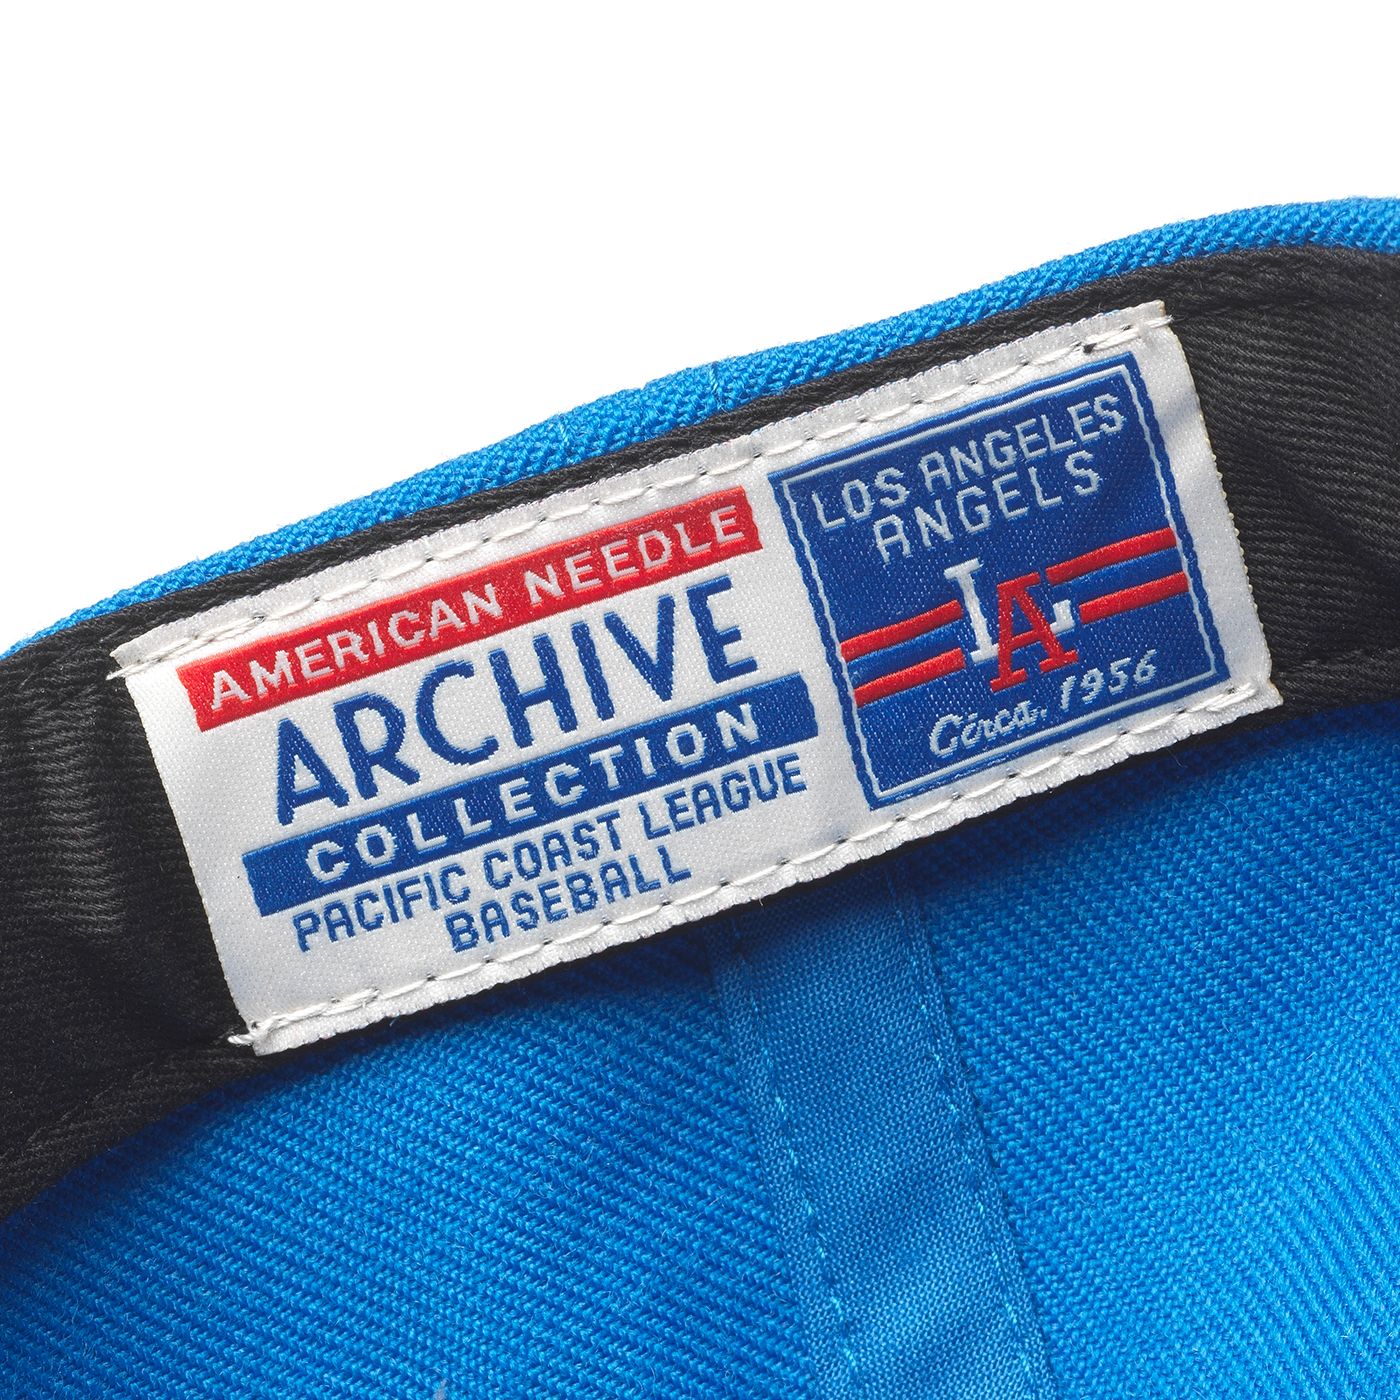 AMERICAN NEEDLE
ARCHIVE
COLLECTION
PACIFIC COAST LEAGUE
BASEBALL
LOS ANGELES
ANGELS
LA
Circa. 1956